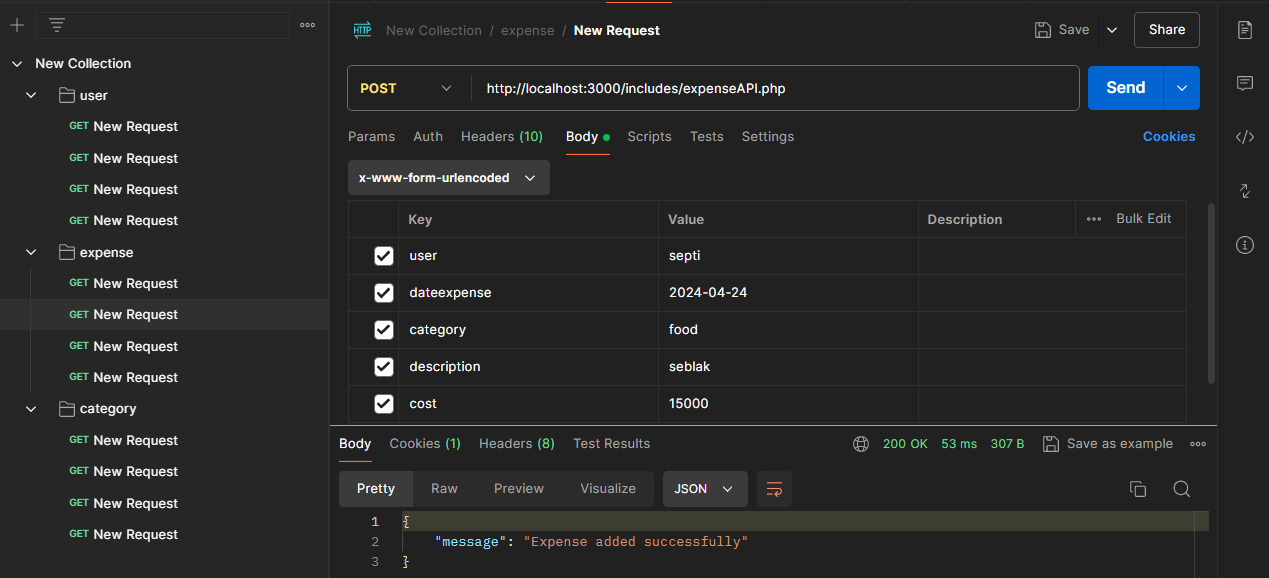 HTTP New Collection / expense / New Request Save Share
New Collection
user
GET New Request
GET New Request
GET New Request
GET New Request
expense
GET New Request
GET New Request
GET New Request
GET New Request
category
GET New Request
GET New Request
GET New Request
GET New Request
POST http://localhost:3000/includes/expenseAPI.php Send
Params Auth Headers (10) Body Scripts Tests Settings Cookies
x-www-form-urlencoded
Key Value Description Bulk Edit
user septi
dateexpense 2024-04-24
category food
description seblak
cost 15000
Body Cookies (1) Headers (8) Test Results 200 OK 53 ms 307 B Save as example
Pretty Raw Preview Visualize JSON
1 {
2 "message": "Expense added successfully"
3 }